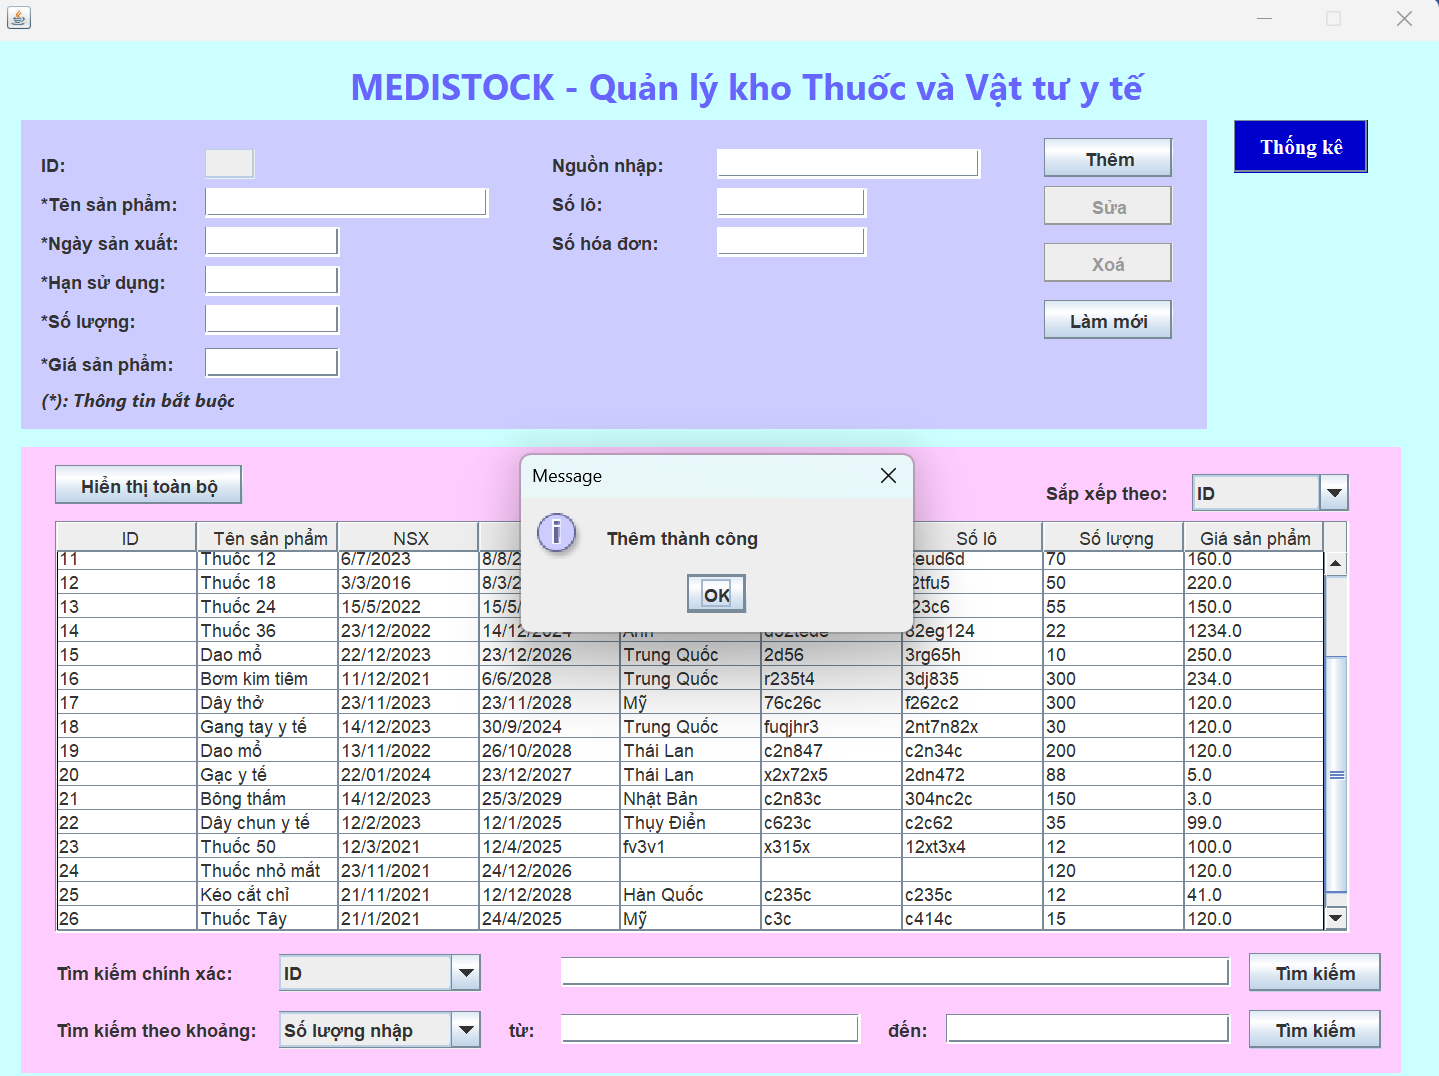 MEDISTOCK - Quản lý kho Thuốc và Vật tư y tế
Thống kê
ID:
Nguồn nhập:
Thêm
*Tên sản phẩm:
Số lô:
Sửa
*Ngày sản xuất:
Số hóa đơn:
Xoá
*Hạn sử dụng:
*Số lượng:
Làm mới
*Giá sản phẩm:
(*): Thông tin bắt buộc
Hiển thị toàn bộ
Sắp xếp theo: ID
Message
Thêm thành công
OK
ID Tên sản phẩm NSX Số lô Số lượng Giá sản phẩm
11 Thuốc 12 6/7/2023 70 160.0
12 Thuốc 18 3/3/2016 50 220.0
13 Thuốc 24 15/5/2022 55 150.0
14 Thuốc 36 23/12/2022 14/12/2024 Anh 32eg124 22 1234.0
15 Dao mổ 22/12/2023 23/12/2026 Trung Quốc 2d56 3rg65h 10 250.0
16 Bơm kim tiêm 11/12/2021 6/6/2028 Trung Quốc r235t4 3dj835 300 234.0
17 Dây thở 23/11/2023 23/11/2028 Mỹ 76c26c f262c2 300 120.0
18 Gang tay y tế 14/12/2023 30/9/2024 Trung Quốc fuqjhr3 2nt7n82x 30 120.0
19 Dao mổ 13/11/2022 26/10/2028 Thái Lan c2n847 c2n34c 200 120.0
20 Gạc y tế 22/01/2024 23/12/2027 Thái Lan x2x72x5 2dn472 88 5.0
21 Bông thấm 14/12/2023 25/3/2029 Nhật Bản c2n83c 304nc2c 150 3.0
22 Dây chun y tế 12/2/2023 12/1/2025 Thụy Điển c623c c2c62 35 99.0
23 Thuốc 50 12/3/2021 12/4/2025 fv3v1 x315x 12xt3x4 12 100.0
24 Thuốc nhỏ mắt 23/11/2021 24/12/2026 120 120.0
25 Kéo cắt chỉ 21/11/2021 12/12/2028 Hàn Quốc c235c c235c 12 41.0
26 Thuốc Tây 21/1/2021 24/4/2025 Mỹ c3c c414c 15 120.0
Tìm kiếm chính xác: ID Tìm kiếm
Tìm kiếm theo khoảng: Số lượng nhập từ: đến: Tìm kiếm